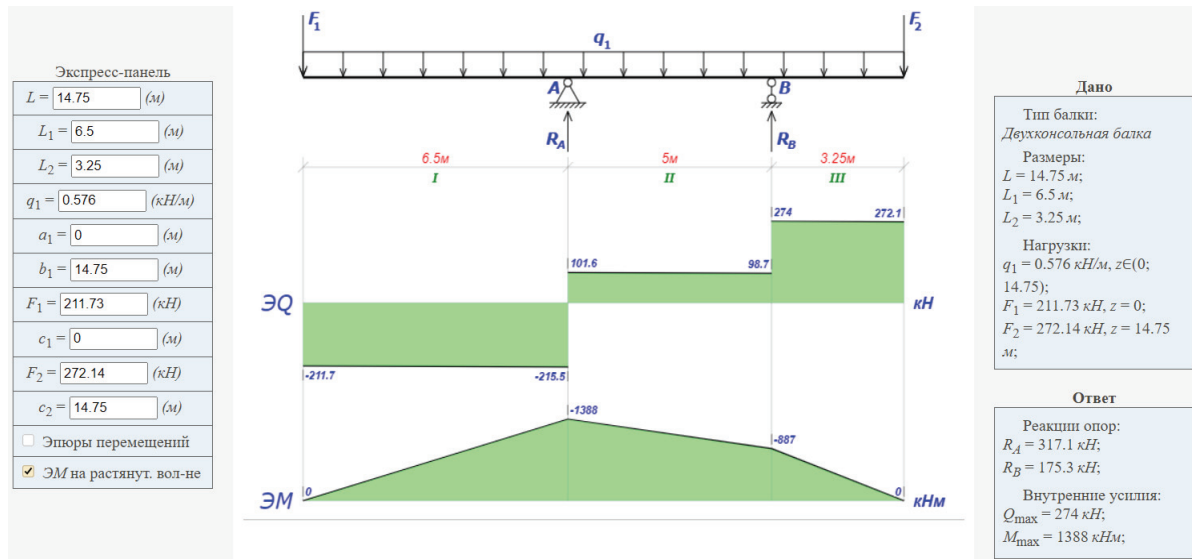 Экспресс-панель
L = 14.75 (м)
L1 = 6.5 (м)
L2 = 3.25 (м)
q1 = 0.576 (кН/м)
a1 = 0 (м)
b1 = 14.75 (м)
F1 = 211.73 (кН)
c1 = 0 (м)
F2 = 272.14 (кН)
c2 = 14.75 (м)
Эпюры перемещений
ЭМ на растянут. вол-не
F1
F2
q1
A
B
RA
RB
6.5м
5м
3.25м
I
II
III
274
272.1
101.6
98.7
ЭQ
кН
-211.7
-215.5
-1388
-887
0
0
ЭМ
кНм
Дано
Тип балки:
Двухконсольная балка
Размеры:
L = 14.75 м;
L1 = 6.5 м;
L2 = 3.25 м;
Нагрузки:
q1 = 0.576 кН/м, z∈(0;
14.75);
F1 = 211.73 кН, z = 0;
F2 = 272.14 кН, z = 14.75
м;
Ответ
Реакции опор:
RA = 317.1 кН;
RB = 175.3 кН;
Внутренние усилия:
Qmax = 274 кН;
Mmax = 1388 кНм;